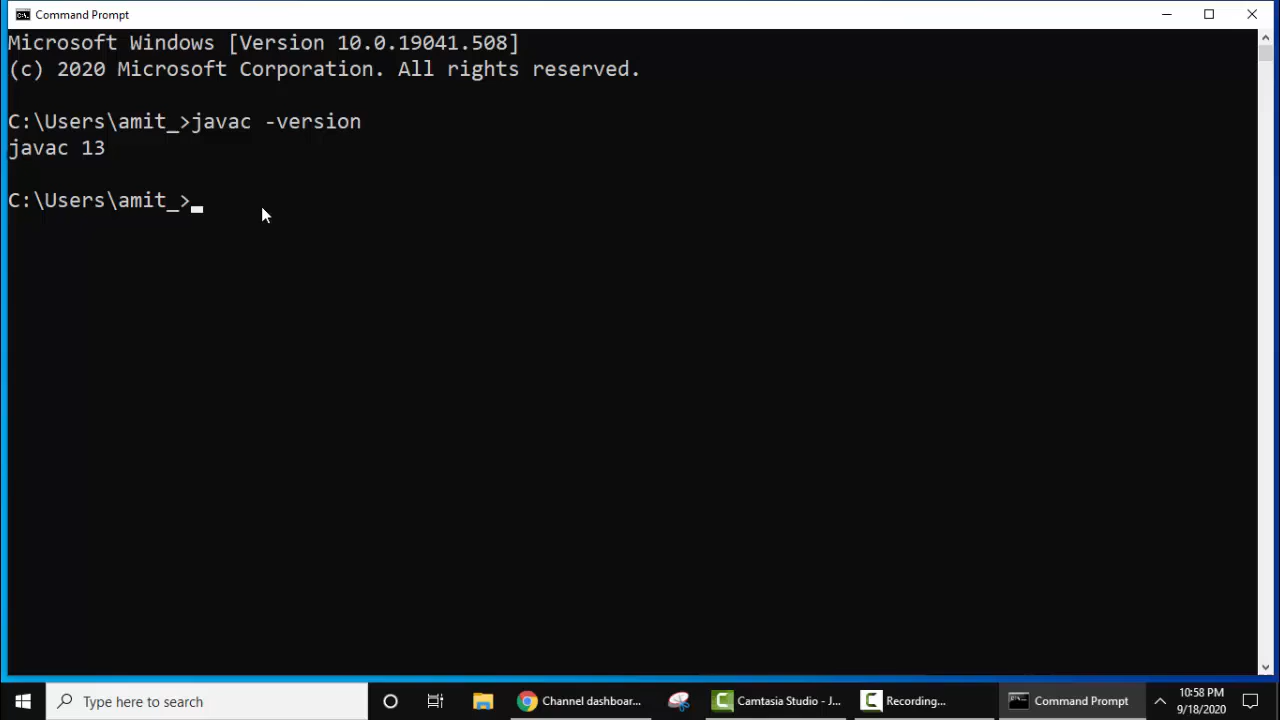 Command Prompt
Microsoft Windows [Version 10.0.19041.508]
(c) 2020 Microsoft Corporation. All rights reserved.
C:\Users\amit_>javac -version
javac 13
C:\Users\amit_>
Type here to search
Channel dashboar...
Camtasia Studio - J...
Recording...
Command Prompt
10:58 PM
9/18/2020